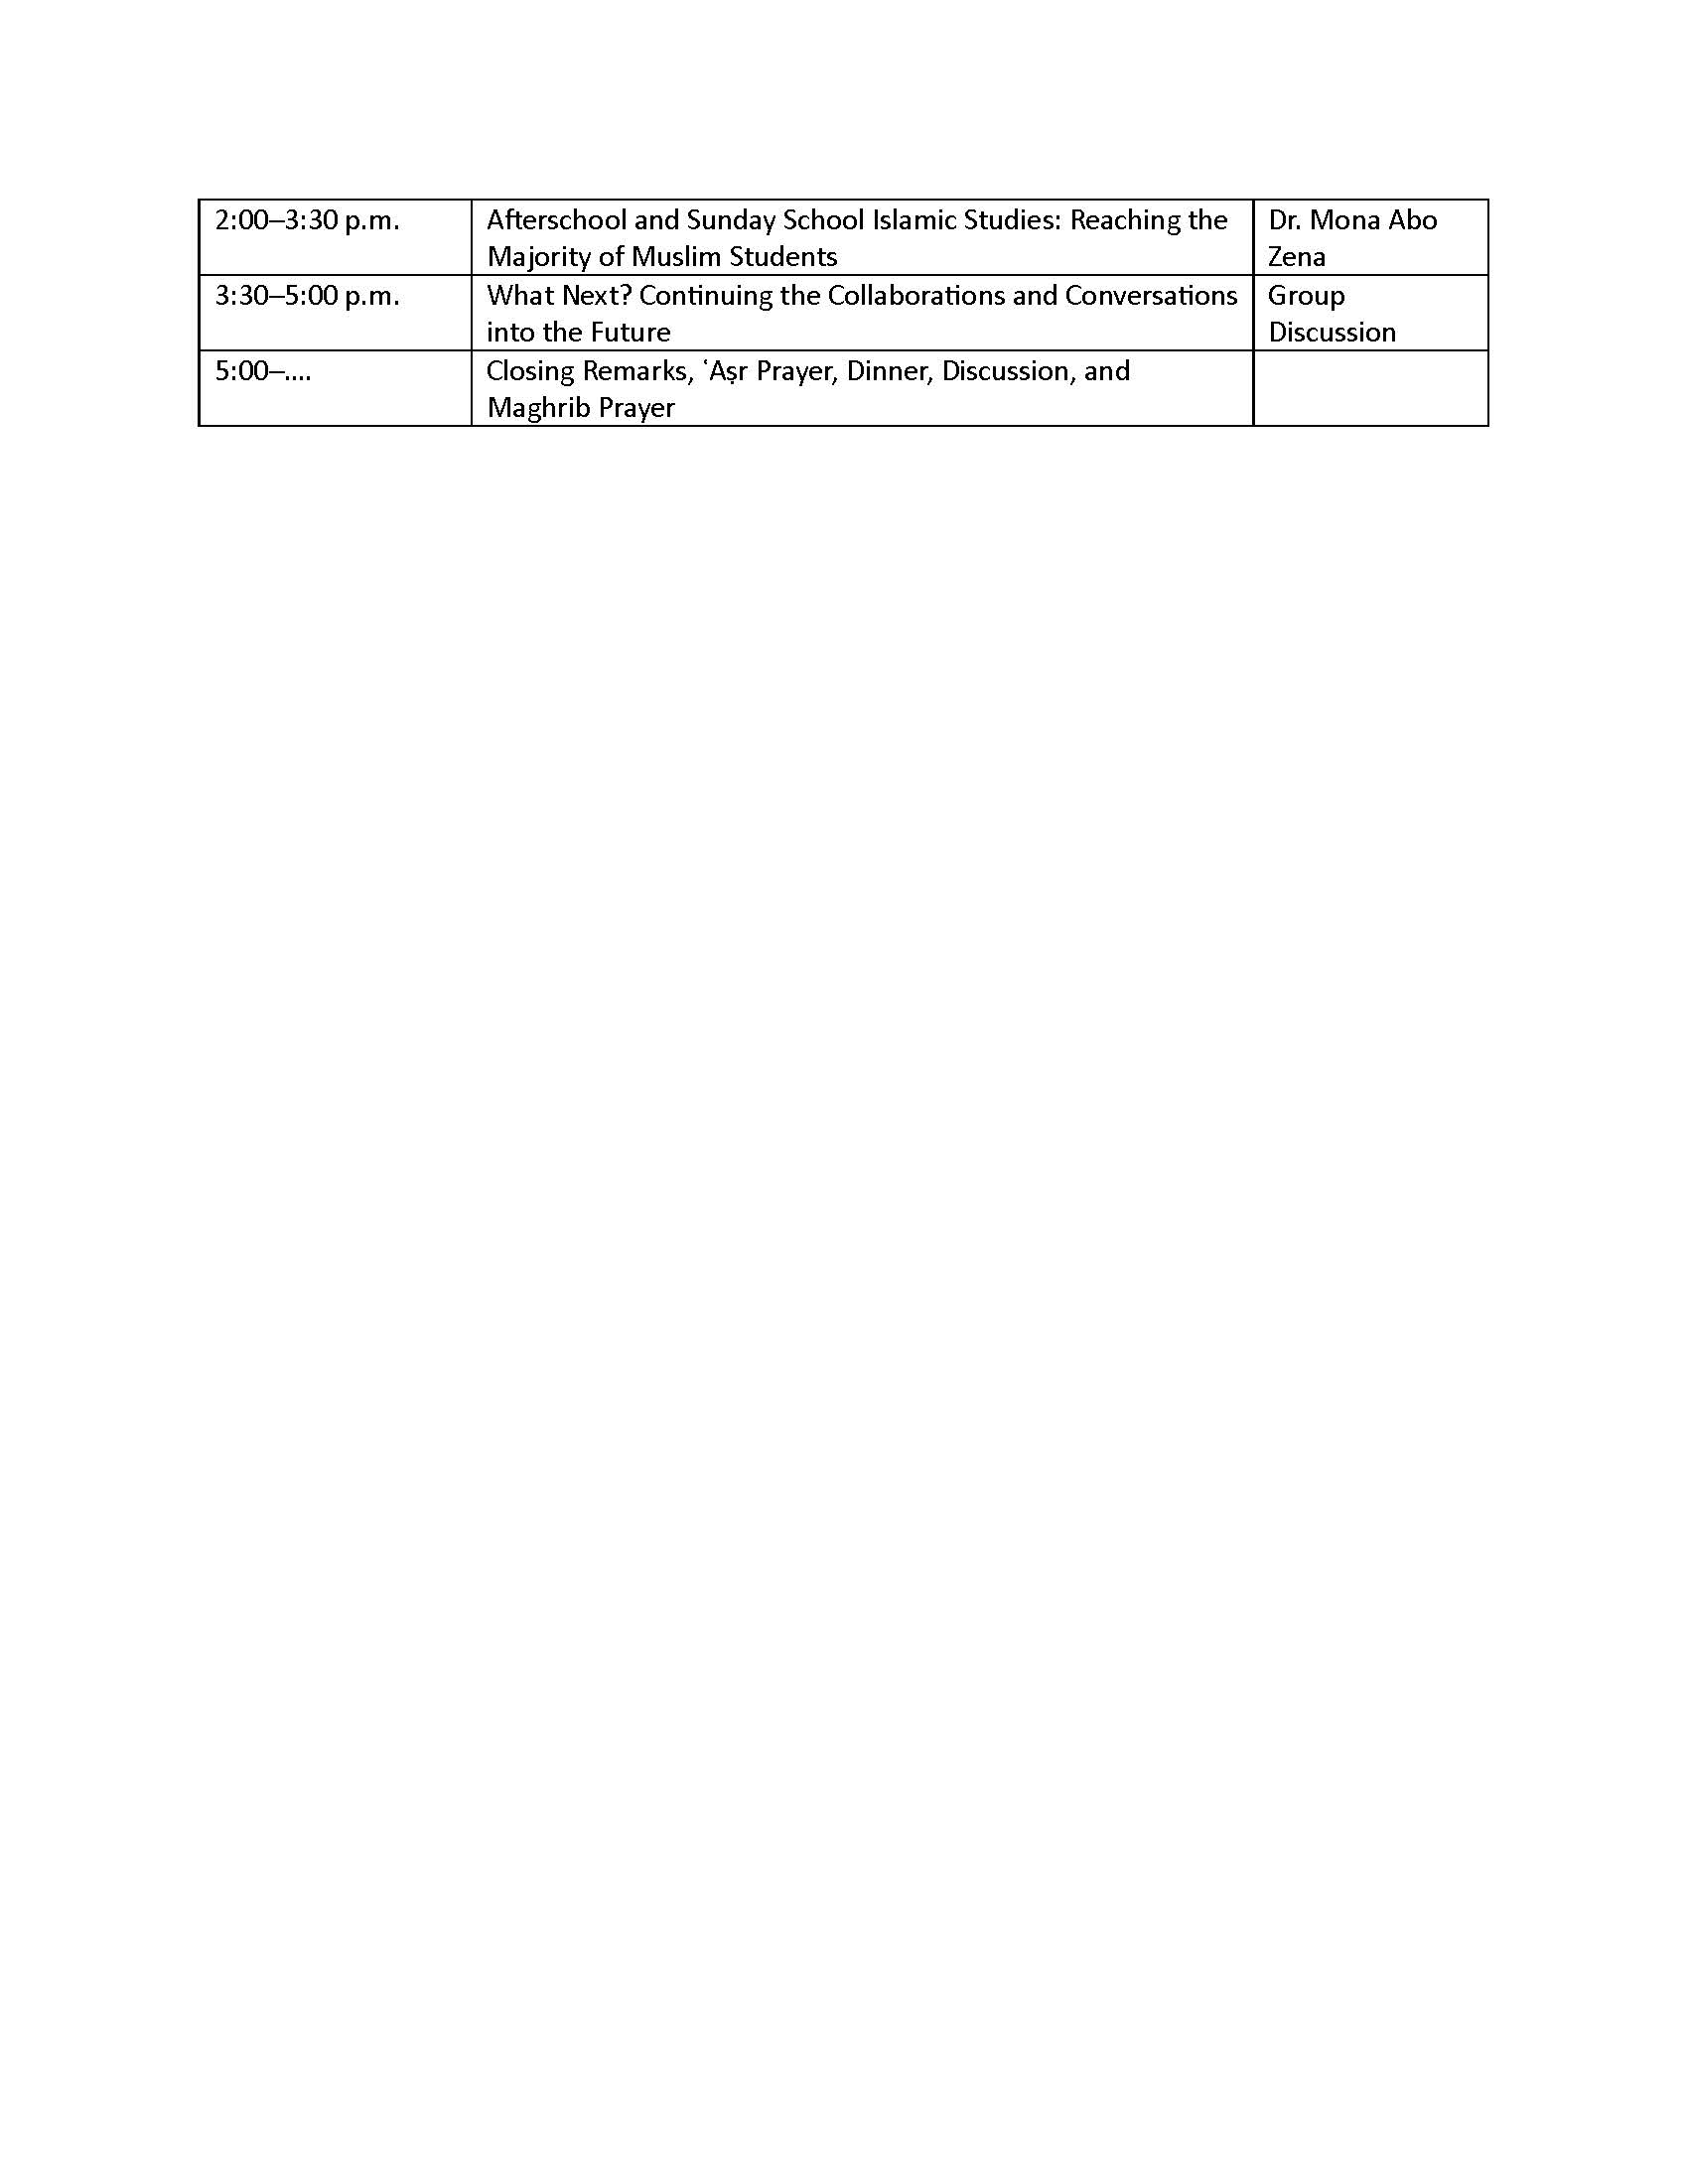 2:00–3:30 p.m.
Afterschool and Sunday School Islamic Studies: Reaching the
Majority of Muslim Students
Dr. Mona Abo
Zena
3:30–5:00 p.m.
What Next? Continuing the Collaborations and Conversations
into the Future
Group
Discussion
5:00–....
Closing Remarks, ʿAṣr Prayer, Dinner, Discussion, and
Maghrib Prayer